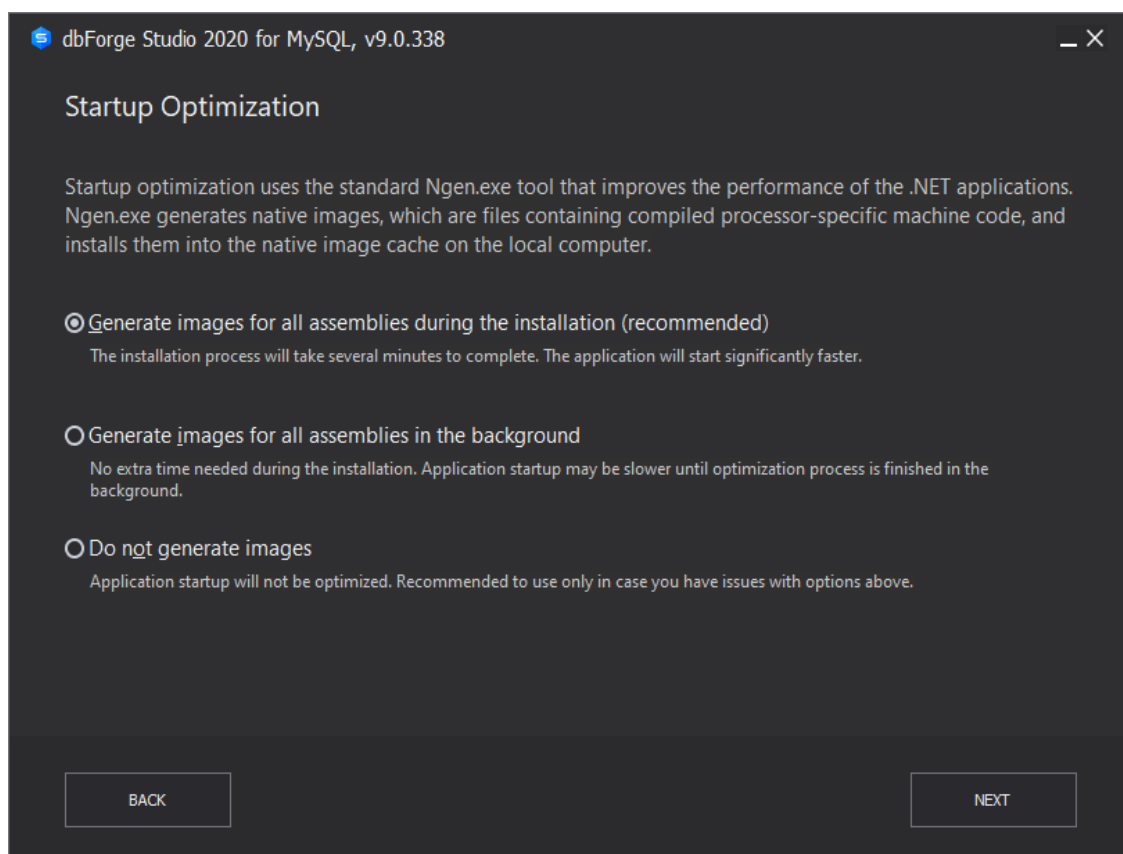 dbForge Studio 2020 for MySQL, v9.0.338
Startup Optimization
Startup optimization uses the standard Ngen.exe tool that improves the performance of the .NET applications.
Ngen.exe generates native images, which are files containing compiled processor-specific machine code, and
installs them into the native image cache on the local computer.
Generate images for all assemblies during the installation (recommended)
The installation process will take several minutes to complete. The application will start significantly faster.
Generate images for all assemblies in the background
No extra time needed during the installation. Application startup may be slower until optimization process is finished in the
background.
Do not generate images
Application startup will not be optimized. Recommended to use only in case you have issues with options above.
BACK
NEXT